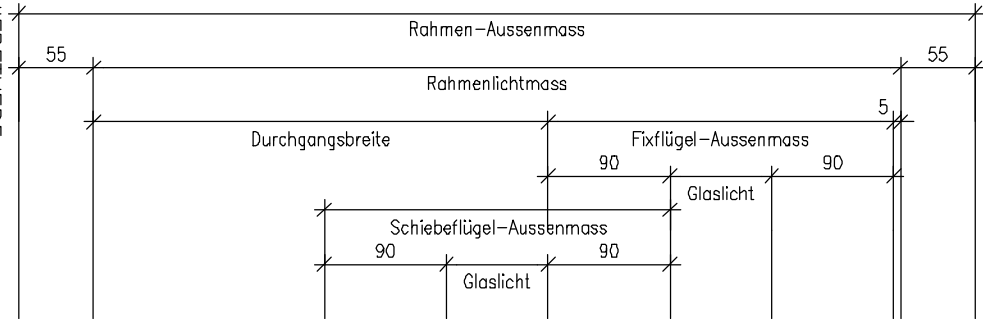 Rahmen-Aussenmass
55 55
Rahmenlichtmass
5
Durchgangsbreite Fixflügel-Aussenmass
90 90
Glaslicht
Schiebeflügel-Aussenmass
90 90
Glaslicht